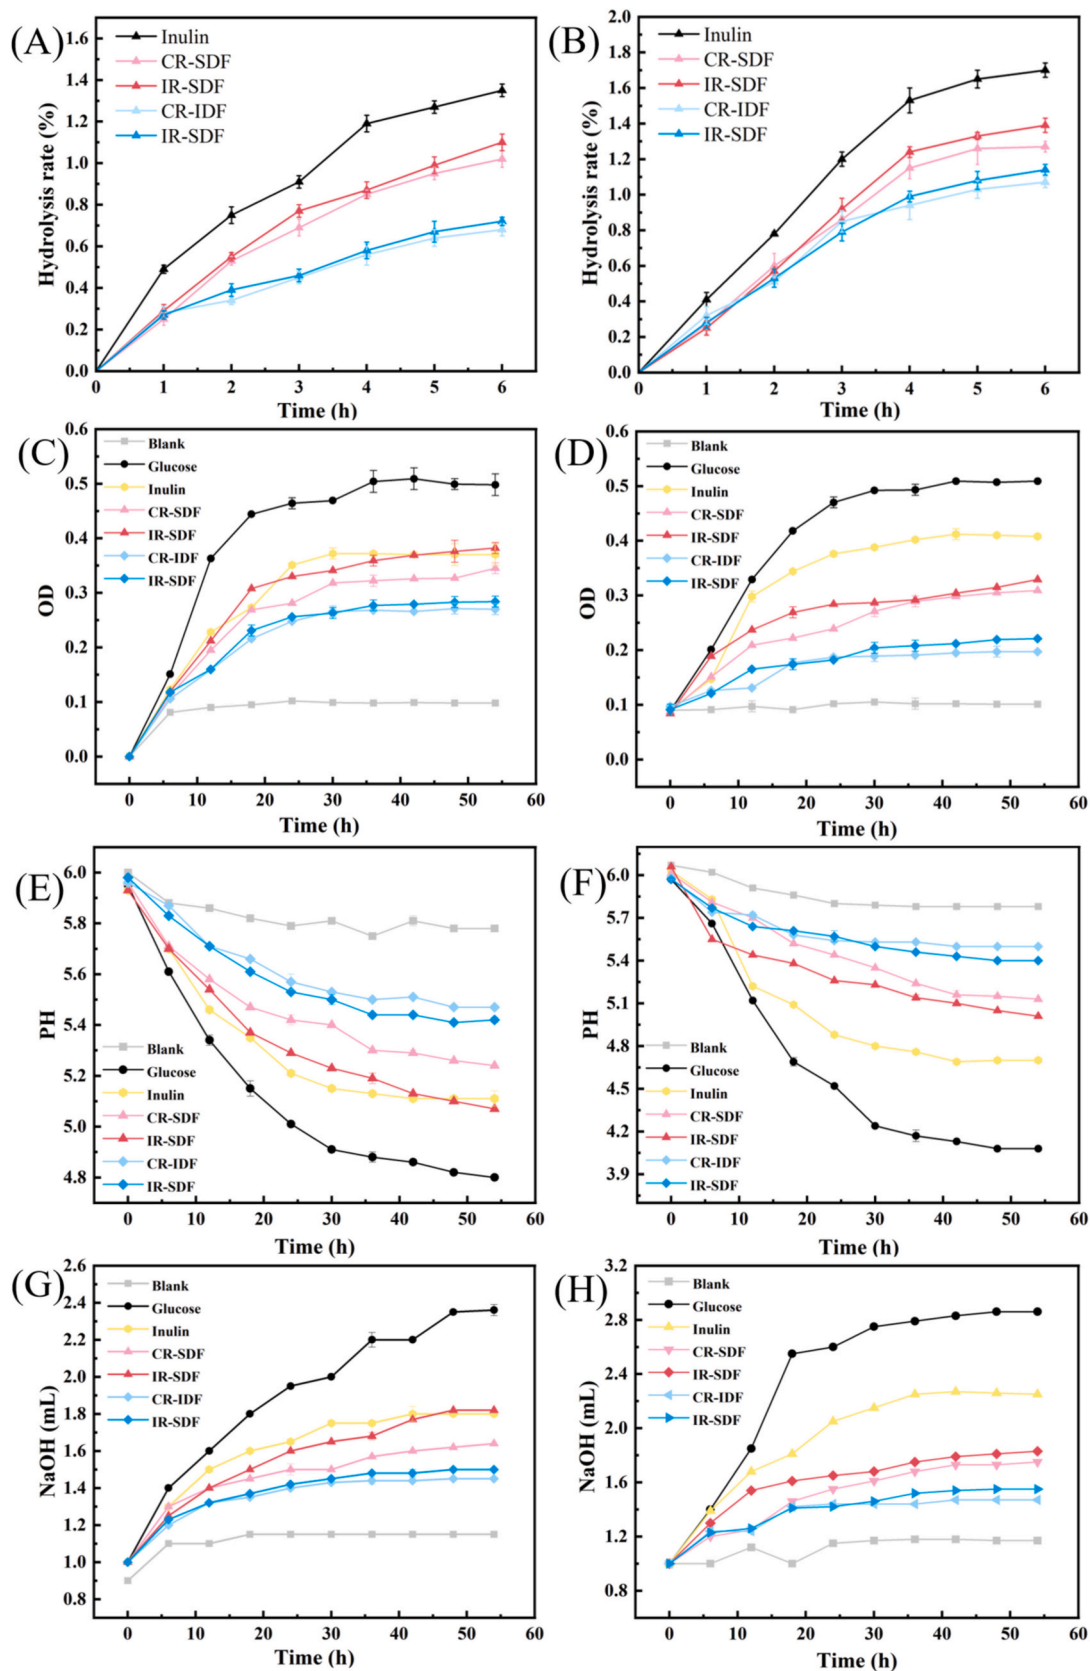 (A)
Inulin
CR-SDF
IR-SDF
CR-IDF
IR-SDF
Hydrolysis rate (%)
1.6
1.4
1.2
1.0
0.8
0.6
0.4
0.2
0.0
0 1 2 3 4 5 6
Time (h)
(B)
Inulin
CR-SDF
IR-SDF
CR-IDF
IR-SDF
Hydrolysis rate (%)
2.0
1.8
1.6
1.4
1.2
1.0
0.8
0.6
0.4
0.2
0.0
0 1 2 3 4 5 6
Time (h)
(C)
Blank
Glucose
Inulin
CR-SDF
IR-SDF
CR-IDF
IR-SDF
OD
0.6
0.5
0.4
0.3
0.2
0.1
0.0
0 10 20 30 40 50 60
Time (h)
(D)
Blank
Glucose
Inulin
CR-SDF
IR-SDF
CR-IDF
IR-SDF
OD
0.6
0.5
0.4
0.3
0.2
0.1
0.0
0 10 20 30 40 50 60
Time (h)
(E)
Blank
Glucose
Inulin
CR-SDF
IR-SDF
CR-IDF
IR-SDF
PH
6.0
5.8
5.6
5.4
5.2
5.0
4.8
0 10 20 30 40 50 60
Time (h)
(F)
Blank
Glucose
Inulin
CR-SDF
IR-SDF
CR-IDF
IR-SDF
PH
6.0
5.7
5.4
5.1
4.8
4.5
4.2
3.9
0 10 20 30 40 50 60
Time (h)
(G)
Blank
Glucose
Inulin
CR-SDF
IR-SDF
CR-IDF
IR-SDF
NaOH (mL)
2.6
2.4
2.2
2.0
1.8
1.6
1.4
1.2
1.0
0.8
0 10 20 30 40 50 60
Time (h)
(H)
Blank
Glucose
Inulin
CR-SDF
IR-SDF
CR-IDF
IR-SDF
NaOH (mL)
3.2
2.8
2.4
2.0
1.6
1.2
0.8
0 10 20 30 40 50 60
Time (h)